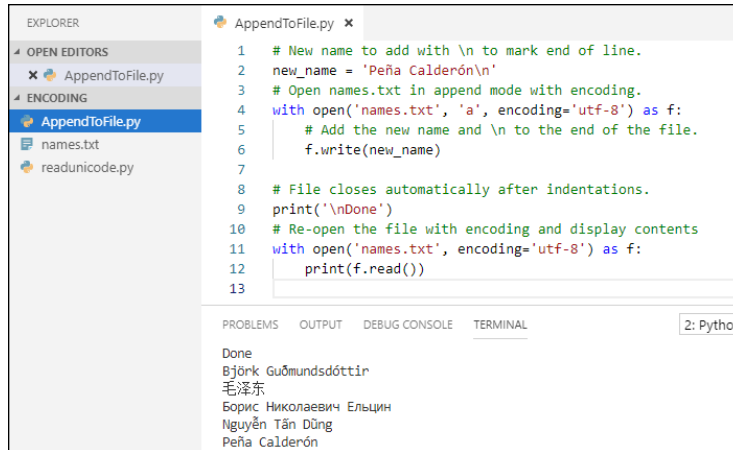 EXPLORER
OPEN EDITORS
AppendToFile.py
ENCODING
AppendToFile.py
names.txt
readunicode.py
AppendToFile.py
1 # New name to add with \n to mark end of line.
2 new_name = 'Peña Calderón\n'
3 # Open names.txt in append mode with encoding.
4 with open('names.txt', 'a', encoding='utf-8') as f:
5 # Add the new name and \n to the end of the file.
6 f.write(new_name)
7
8 # File closes automatically after indentations.
9 print('\nDone')
10 # Re-open the file with encoding and display contents
11 with open('names.txt', encoding='utf-8') as f:
12 print(f.read())
13
PROBLEMS OUTPUT DEBUG CONSOLE TERMINAL 2: Pytho
Done
Björk Guðmundsdóttir
毛泽东
Борис Николаевич Ельцин
Nguyễn Tấn Dũng
Peña Calderón